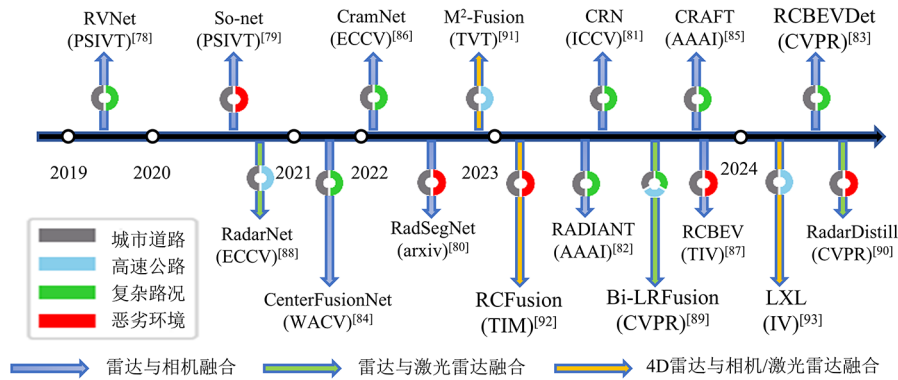 RVNet
(PSIVT)[78]
So-net
(PSIVT)[79]
CramNet
(ECCV)[86]
M²-Fusion
(TVT)[91]
CRN
(ICCV)[81]
CRAFT
(AAAI)[85]
RCBEVDet
(CVPR)[83]
2019
2020
2021
2022
2023
2024
RadarNet
(ECCV)[88]
CenterFusionNet
(WACV)[84]
RadSegNet
(arxiv)[80]
RCFusion
(TIM)[92]
RADIANT
(AAAI)[82]
Bi-LRFusion
(CVPR)[89]
RCBEV
(TIV)[87]
LXL
(IV)[93]
RadarDistill
(CVPR)[90]
城市道路
高速公路
复杂路况
恶劣环境
雷达与相机融合
雷达与激光雷达融合
4D雷达与相机/激光雷达融合